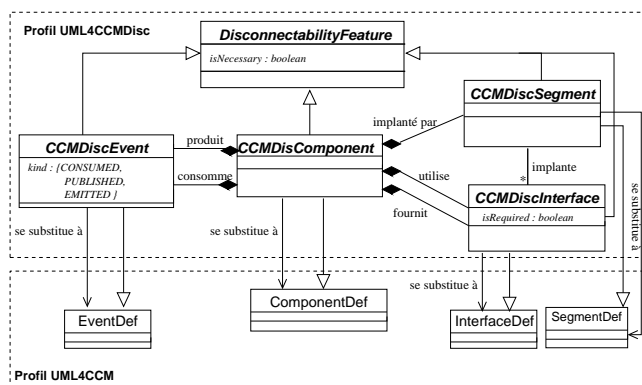 Profil UML4CCMDisc
DisconnectabilityFeature
isNecessary : boolean
CCMDiscSegment
implanté par
produit
CCMDiscEvent
kind : {CONSUMED,
PUBLISHED,
EMITTED }
consomme
CCMDisComponent
utilise
fournit
implante
*
CCMDiscInterface
isRequired : boolean
se substitue à
se substitue à
se substitue à
se substitue à
EventDef
ComponentDef
InterfaceDef
SegmentDef
Profil UML4CCM